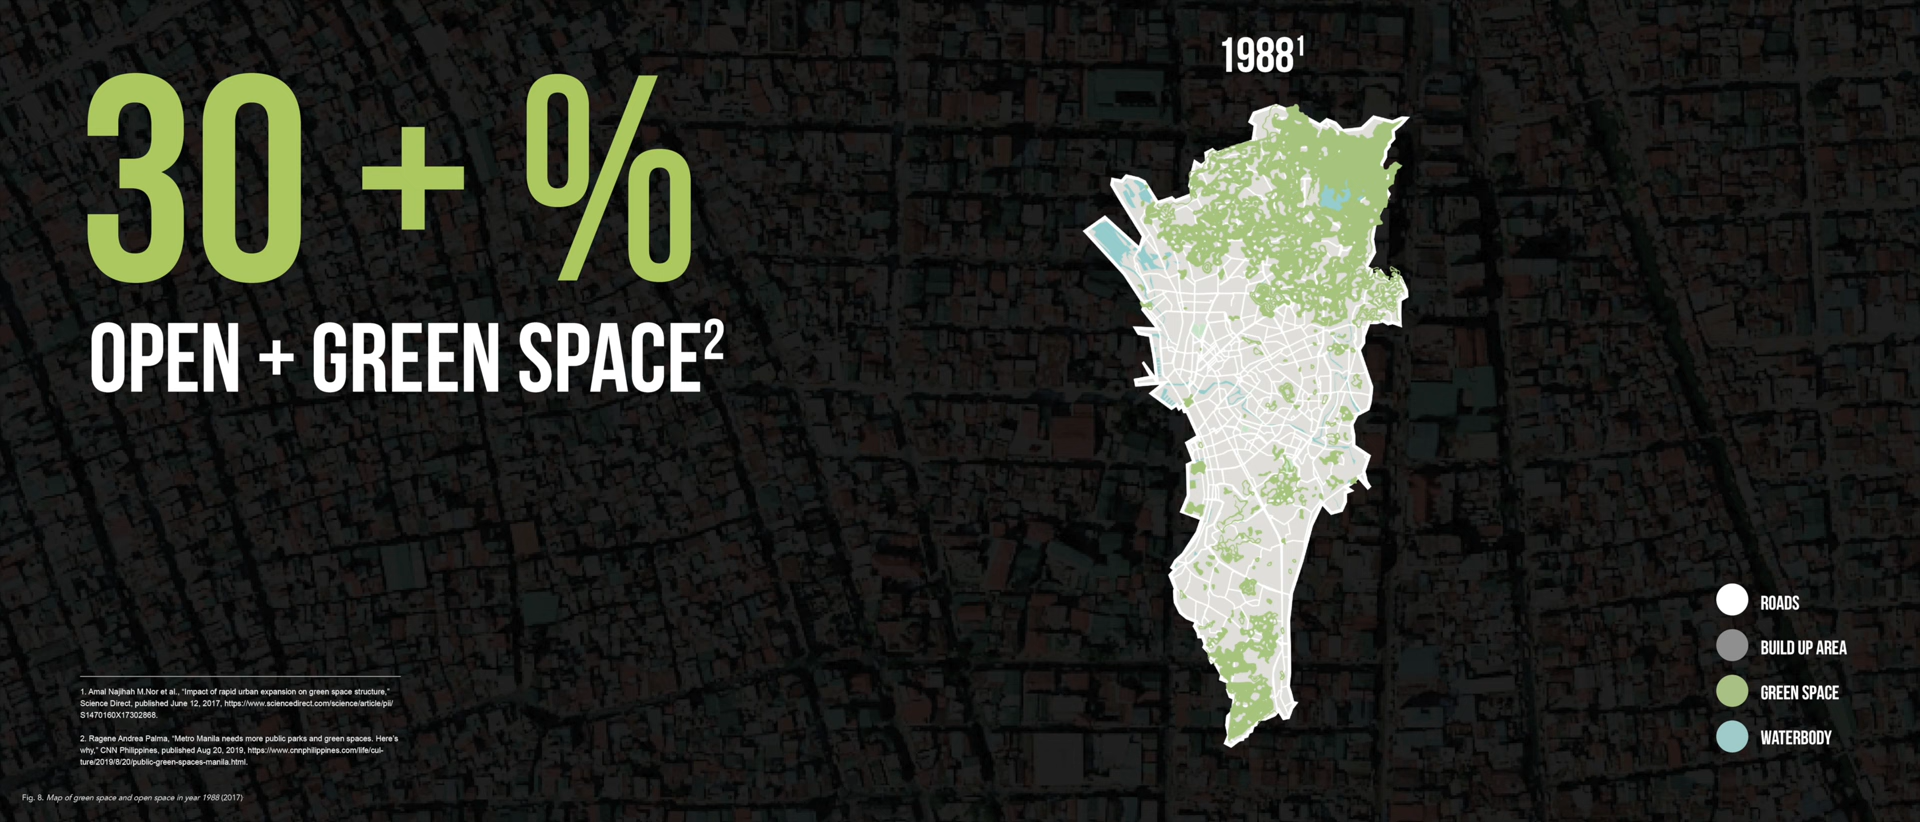 30 + %
OPEN + GREEN SPACE²
1. Amal Najihah M.Nor et al., "Impact of rapid urban expansion on green space structure,"
Science Direct, published June 12, 2017, https://www.sciencedirect.com/science/article/pii/
S1470160X17302868.
2. Ragene Andrea Palma, "Metro Manila needs more public parks and green spaces. Here's
why," CNN Philippines, published Aug 20, 2019, https://www.cnnphilippines.com/life/cul-
ture/2019/8/20/public-green-spaces-manila.html.
Fig. 8. Map of green space and open space in year 1988 (2017)
1988¹
ROADS
BUILD UP AREA
GREEN SPACE
WATERBODY